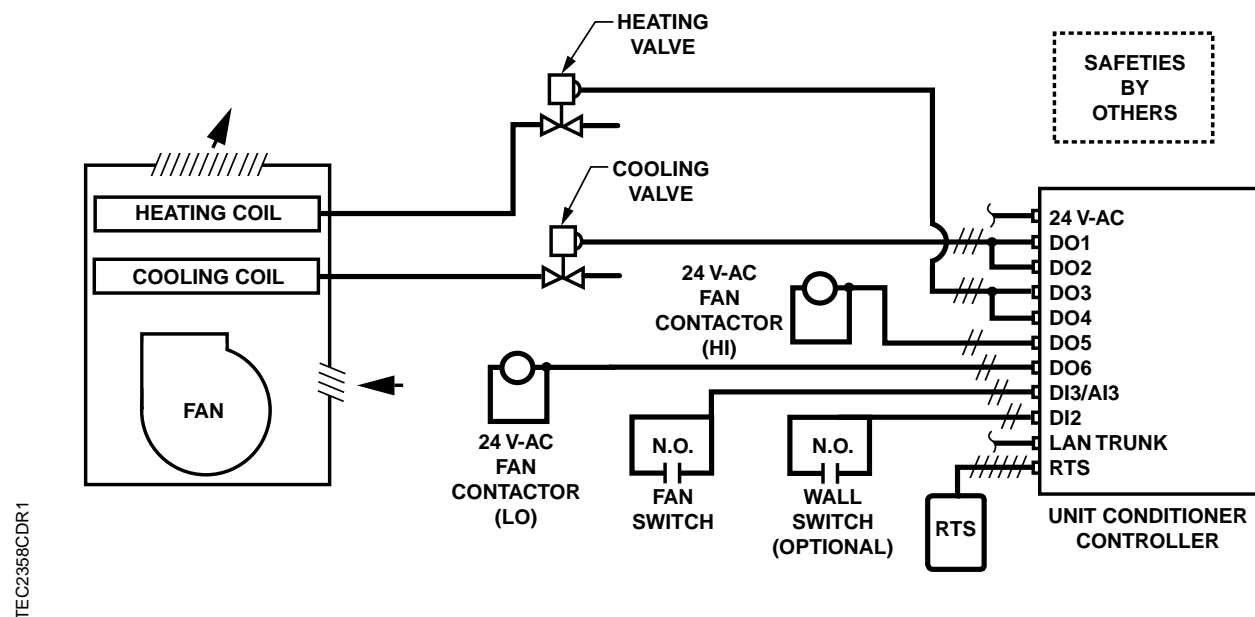 HEATING
VALVE
SAFETIES
BY
OTHERS
COOLING
VALVE
HEATING COIL
COOLING COIL
FAN
24 V-AC
FAN
CONTACTOR
(HI)
24 V-AC
FAN
CONTACTOR
(LO)
N.O.
FAN
SWITCH
N.O.
WALL
SWITCH
(OPTIONAL)
RTS
24 V-AC
DO1
DO2
DO3
DO4
DO5
DO6
DI3/AI3
DI2
LAN TRUNK
RTS
UNIT CONDITIONER
CONTROLLER
TEC2358CDR1